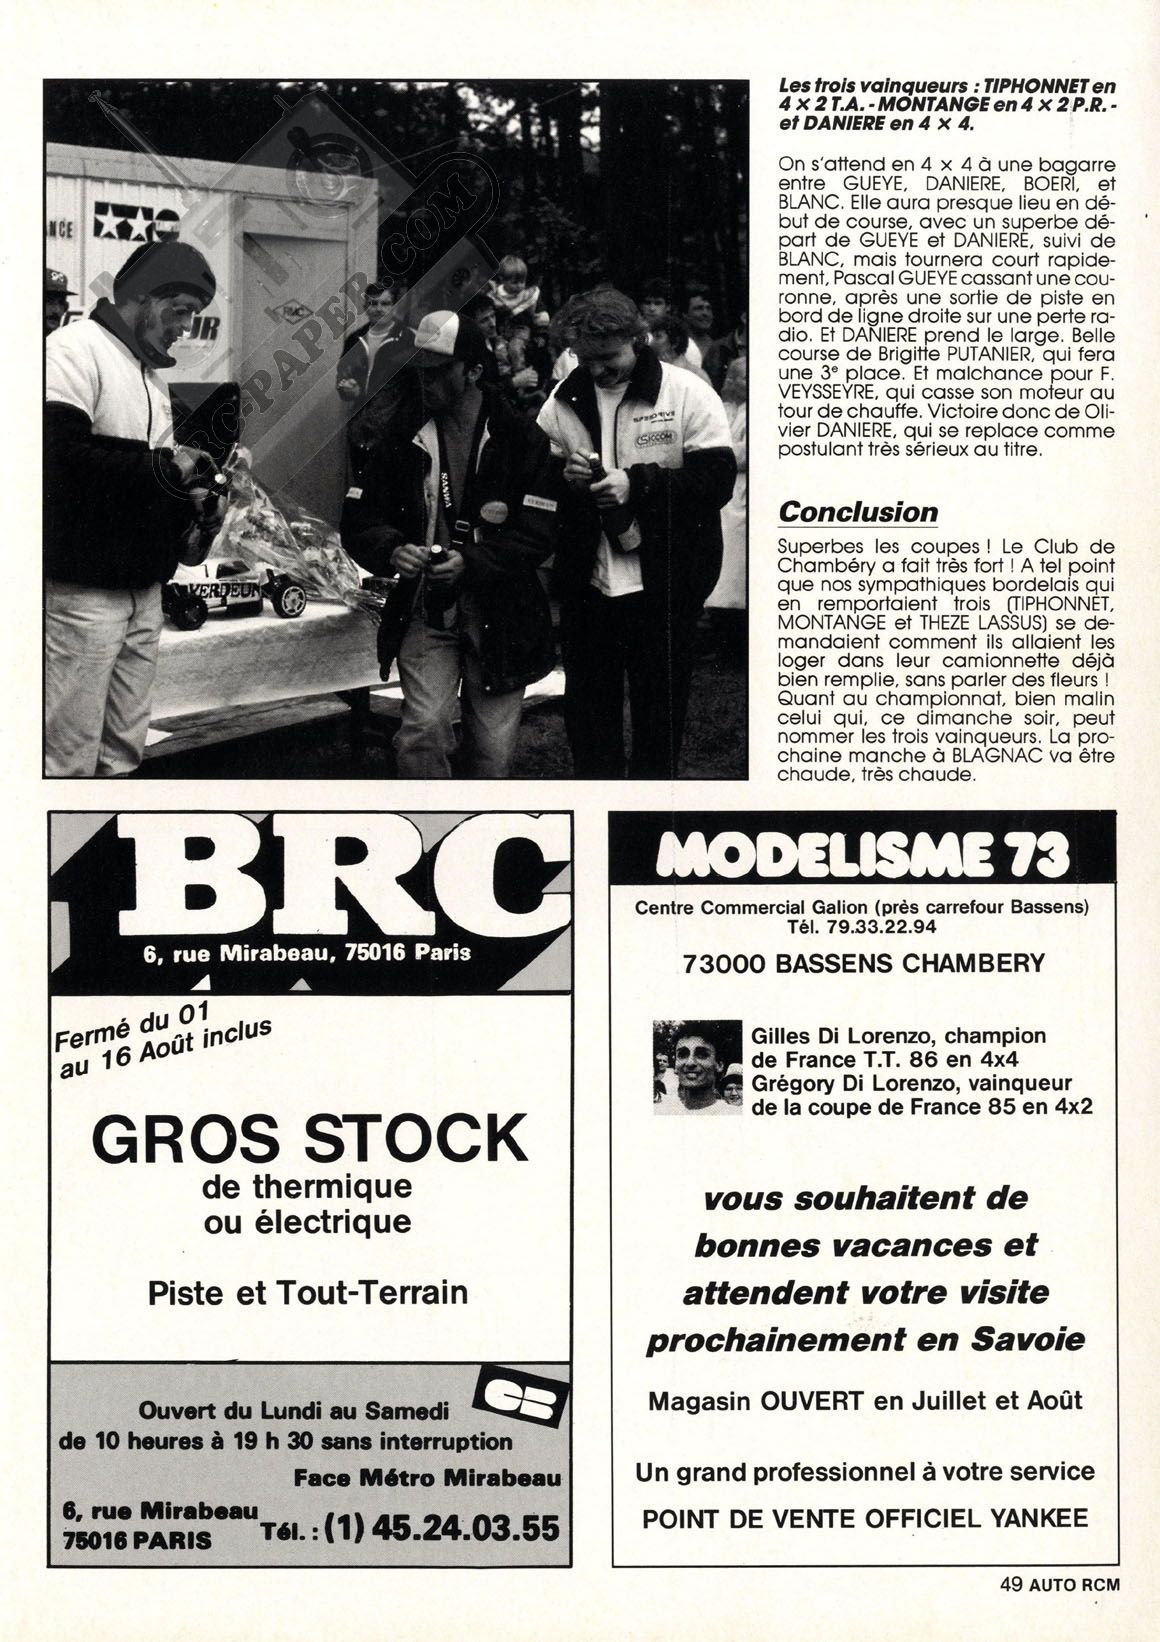 Les trois vainqueurs : TIPHONNET en
4 × 2 T.A. - MONTANGE en 4 × 2 P.R. -
et DANIERE en 4 × 4.
On s'attend en 4 × 4 à une bagarre
entre GUEYE, DANIERE, BOERI, et
BLANC. Elle aura presque lieu en dé-
but de course, avec un superbe dé-
part de GUEYE et DANIERE, suivi de
BLANC, mais tournera court rapide-
ment, Pascal GUEYE cassant une cou-
ronne, après une sortie de piste en
bord de ligne droite sur une perte ra-
dio. Et DANIERE prend le large. Belle
course de Brigitte PUTANIER, qui fera
une 3e place. Et malchance pour F.
VEYSSEYRE, qui casse son moteur au
tour de chauffe. Victoire donc de Oli-
vier DANIERE, qui se replace comme
postulant très sérieux au titre.
Conclusion
Superbes les coupes ! Le Club de
Chambéry a fait très fort ! A tel point
que nos sympathiques bordelais qui
en remportaient trois (TIPHONNET,
MONTANGE et THEZE LASSUS) se de-
mandaient comment ils allaient les
loger dans leur camionnette déjà
bien remplie, sans parler des fleurs !
Quant au championnat, bien malin
celui qui, ce dimanche soir, peut
nommer les trois vainqueurs. La pro-
chaine manche à BLAGNAC va être
chaude, très chaude.
RC-PAPER.COM
RMC
SPEEDRIVE
SICCOM
SANWA
VERDEUN
BRC
6, rue Mirabeau, 75016 Paris
Fermé du 01
au 16 Août inclus
GROS STOCK
de thermique
ou électrique
Piste et Tout-Terrain
CB
Ouvert du Lundi au Samedi
de 10 heures à 19 h 30 sans interruption
Face Métro Mirabeau
6, rue Mirabeau
75016 PARIS
Tél. : (1) 45.24.03.55
MODELISME 73
Centre Commercial Galion (près carrefour Bassens)
Tél. 79.33.22.94
73000 BASSENS CHAMBERY
Gilles Di Lorenzo, champion
de France T.T. 86 en 4x4
Grégory Di Lorenzo, vainqueur
de la coupe de France 85 en 4x2
vous souhaitent de
bonnes vacances et
attendent votre visite
prochainement en Savoie
Magasin OUVERT en Juillet et Août
Un grand professionnel à votre service
POINT DE VENTE OFFICIEL YANKEE
49 AUTO RCM